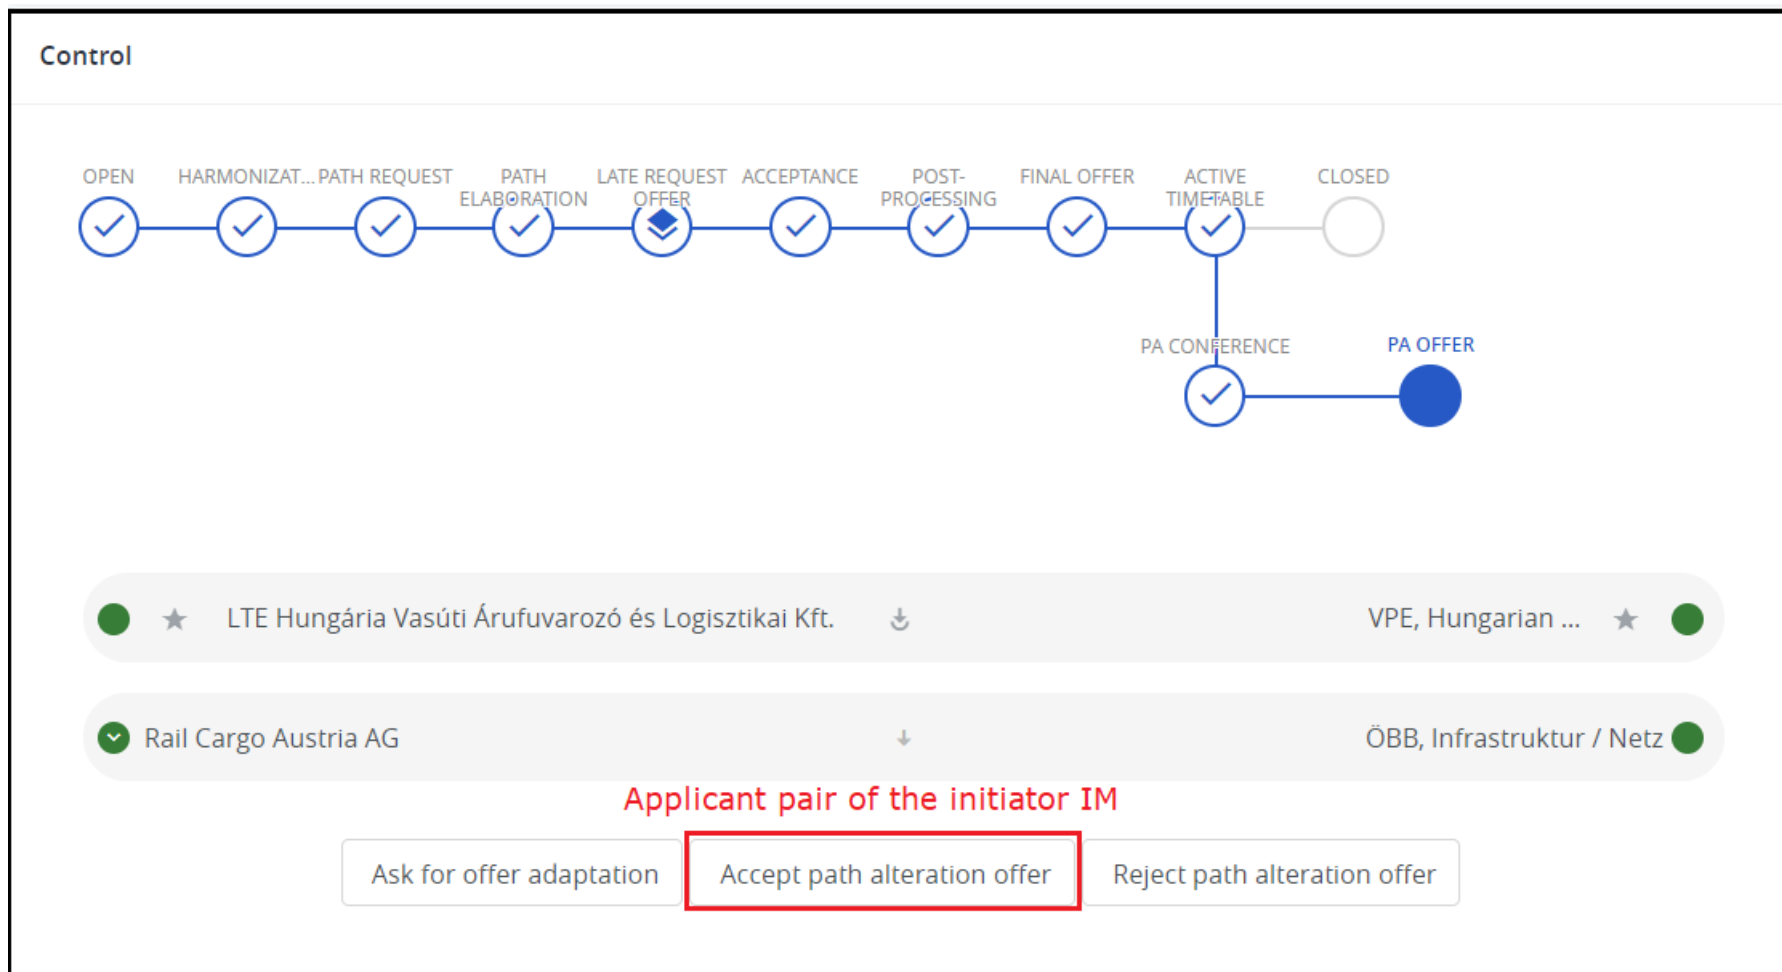 Control
OPEN
HARMONIZAT...
PATH REQUEST
PATH
ELABORATION
LATE REQUEST
OFFER
ACCEPTANCE
POST-
PROCESSING
FINAL OFFER
ACTIVE
TIMETABLE
CLOSED
PA CONFERENCE
PA OFFER
LTE Hungária Vasúti Árufuvarozó és Logisztikai Kft.
VPE, Hungarian ...
Rail Cargo Austria AG
ÖBB, Infrastruktur / Netz
Applicant pair of the initiator IM
Ask for offer adaptation
Accept path alteration offer
Reject path alteration offer